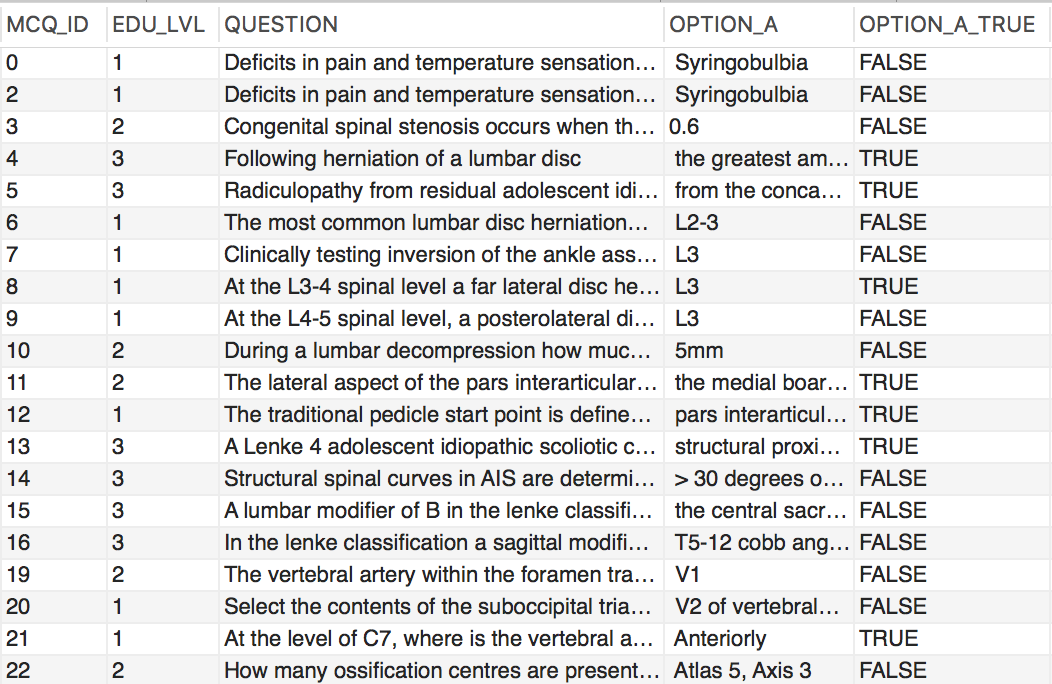 MCQ_ID EDU_LVL QUESTION OPTION_A OPTION_A_TRUE
0 1 Deficits in pain and temperature sensation... Syringobulbia FALSE
2 1 Deficits in pain and temperature sensation... Syringobulbia FALSE
3 2 Congenital spinal stenosis occurs when th... 0.6 FALSE
4 3 Following herniation of a lumbar disc the greatest am... TRUE
5 3 Radiculopathy from residual adolescent idi... from the conca... TRUE
6 1 The most common lumbar disc herniation... L2-3 FALSE
7 1 Clinically testing inversion of the ankle ass... L3 FALSE
8 1 At the L3-4 spinal level a far lateral disc he... L3 TRUE
9 1 At the L4-5 spinal level, a posterolateral di... L3 FALSE
10 2 During a lumbar decompression how muc... 5mm FALSE
11 2 The lateral aspect of the pars interarticular... the medial boar... TRUE
12 1 The traditional pedicle start point is define... pars interarticul... TRUE
13 3 A Lenke 4 adolescent idiopathic scoliotic c... structural proxi... TRUE
14 3 Structural spinal curves in AIS are determi... > 30 degrees o... FALSE
15 3 A lumbar modifier of B in the lenke classifi... the central sacr... FALSE
16 3 In the lenke classification a sagittal modifi... T5-12 cobb ang... FALSE
19 2 The vertebral artery within the foramen tra... V1 FALSE
20 1 Select the contents of the suboccipital tria... V2 of vertebral... FALSE
21 1 At the level of C7, where is the vertebral a... Anteriorly TRUE
22 2 How many ossification centres are present... Atlas 5, Axis 3 FALSE